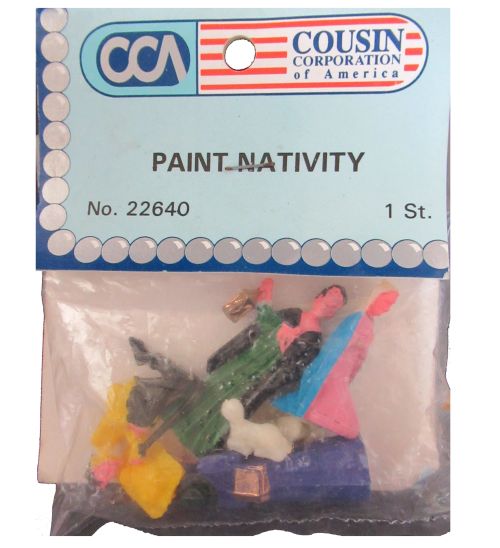 CCA
COUSIN
CORPORATION
of America
PAINT NATIVITY
No. 22640 1 St.